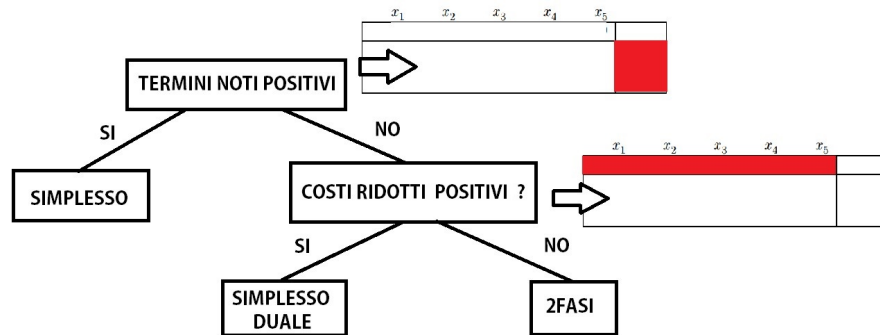 x₁ x₂ x₃ x₄ x₅
TERMINI NOTI POSITIVI
SI
NO
x₁ x₂ x₃ x₄ x₅
SIMPLESSO
COSTI RIDOTTI POSITIVI ?
SI
NO
SIMPLESSO
DUALE
2FASI